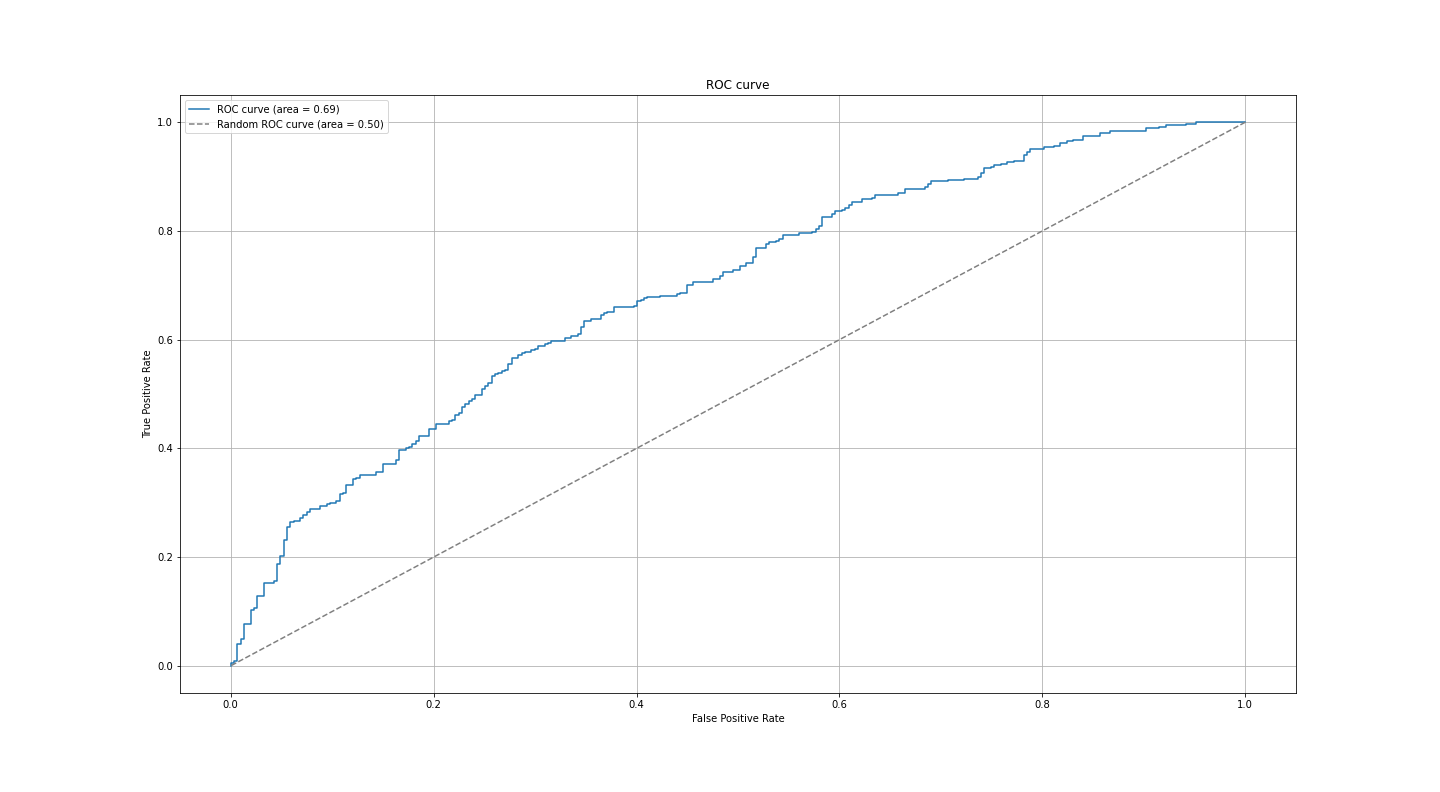 ROC curve
ROC curve (area = 0.69)
Random ROC curve (area = 0.50)
1.0
0.8
0.6
0.4
0.2
0.0
True Positive Rate
0.0 0.2 0.4 0.6 0.8 1.0
False Positive Rate